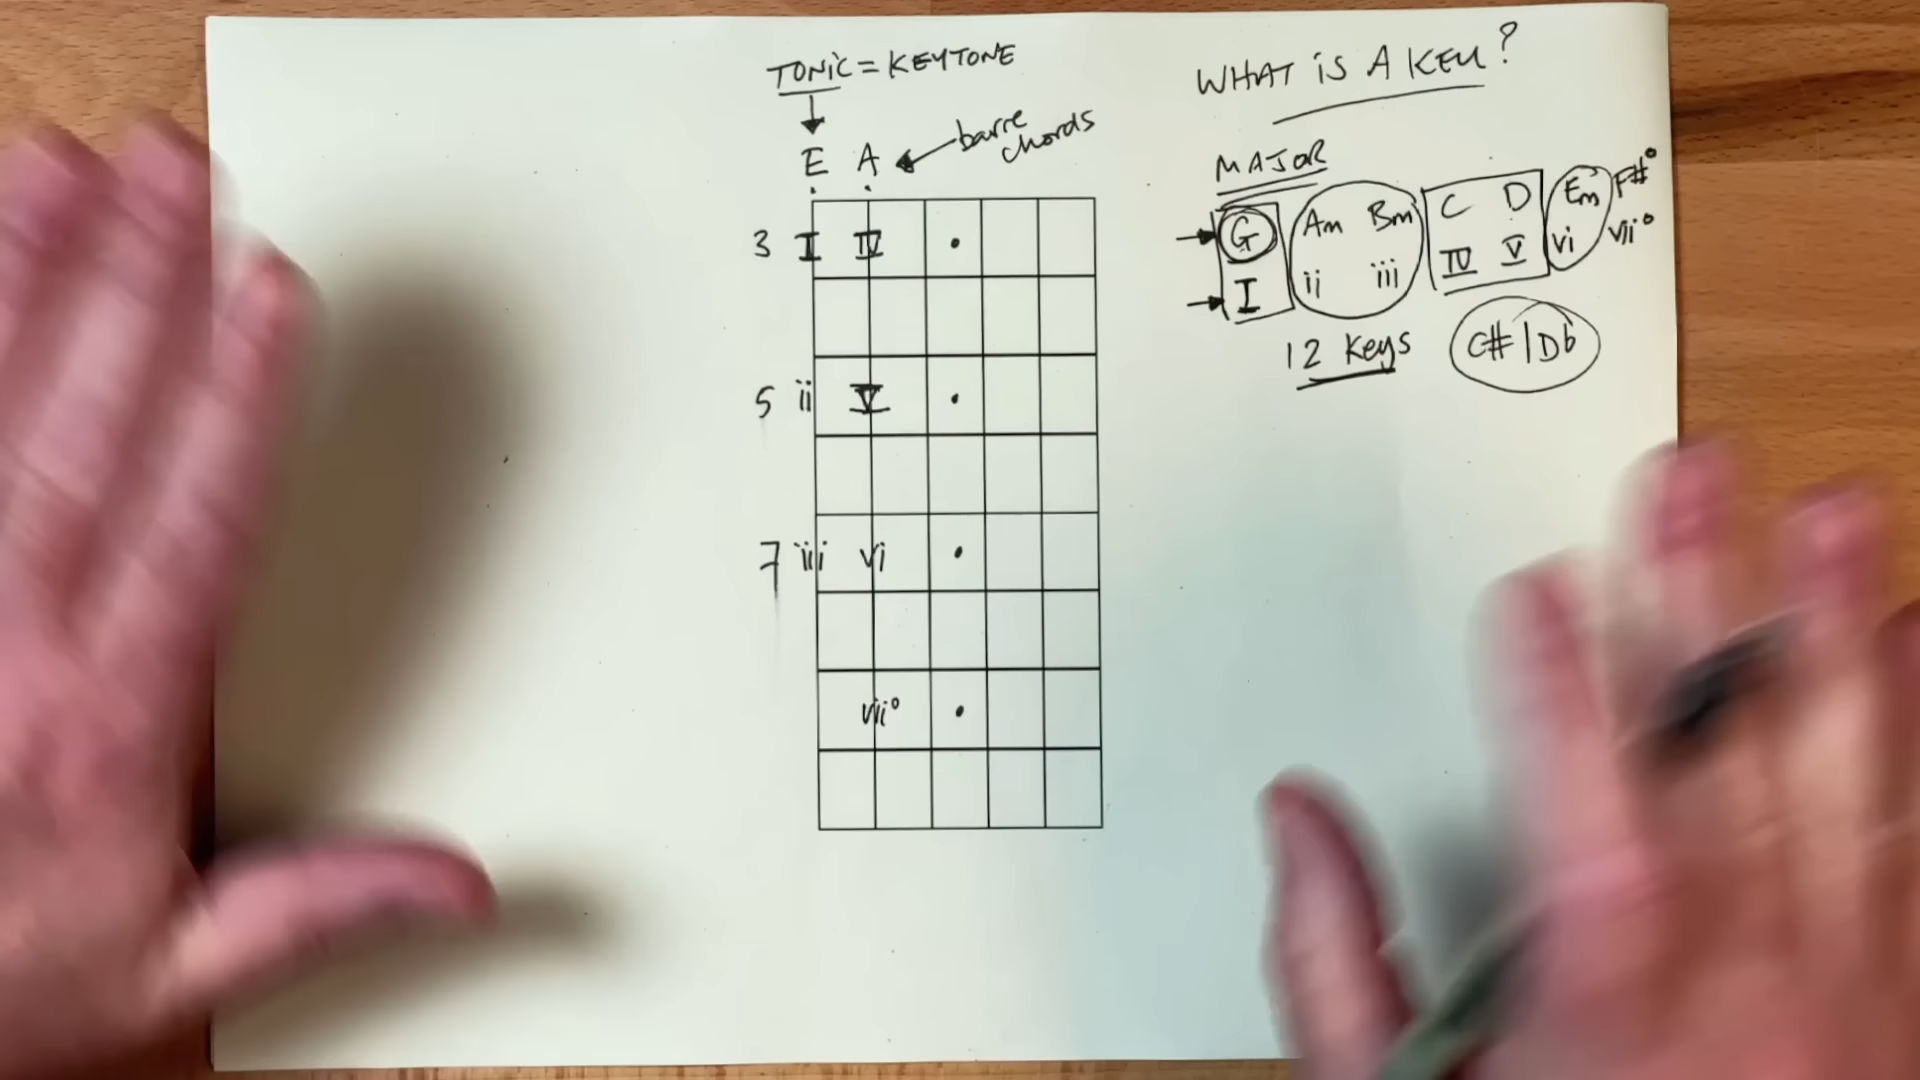 TONIC = KEYTONE
E A
barre
chords
3 I IV
5 ii V
7 iii vi
vii°
WHAT IS A KEY?
MAJOR
G Am Bm C D Em F#°
I ii iii IV V vi vii°
12 Keys C# | Db